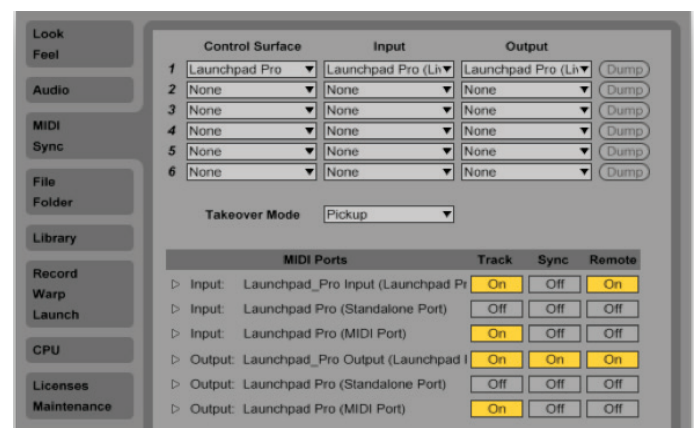 Look
Feel
Audio
MIDI
Sync
File
Folder
Library
Record
Warp
Launch
CPU
Licenses
Maintenance
Control Surface Input Output
1 Launchpad Pro Launchpad Pro (Liv Launchpad Pro (Liv Dump
2 None None None Dump
3 None None None Dump
4 None None None Dump
5 None None None Dump
6 None None None Dump
Takeover Mode Pickup
MIDI Ports Track Sync Remote
Input: Launchpad_Pro Input (Launchpad Pr On Off On
Input: Launchpad Pro (Standalone Port) Off Off Off
Input: Launchpad Pro (MIDI Port) On Off Off
Output: Launchpad_Pro Output (Launchpad On On On
Output: Launchpad Pro (Standalone Port) Off Off Off
Output: Launchpad Pro (MIDI Port) On Off Off